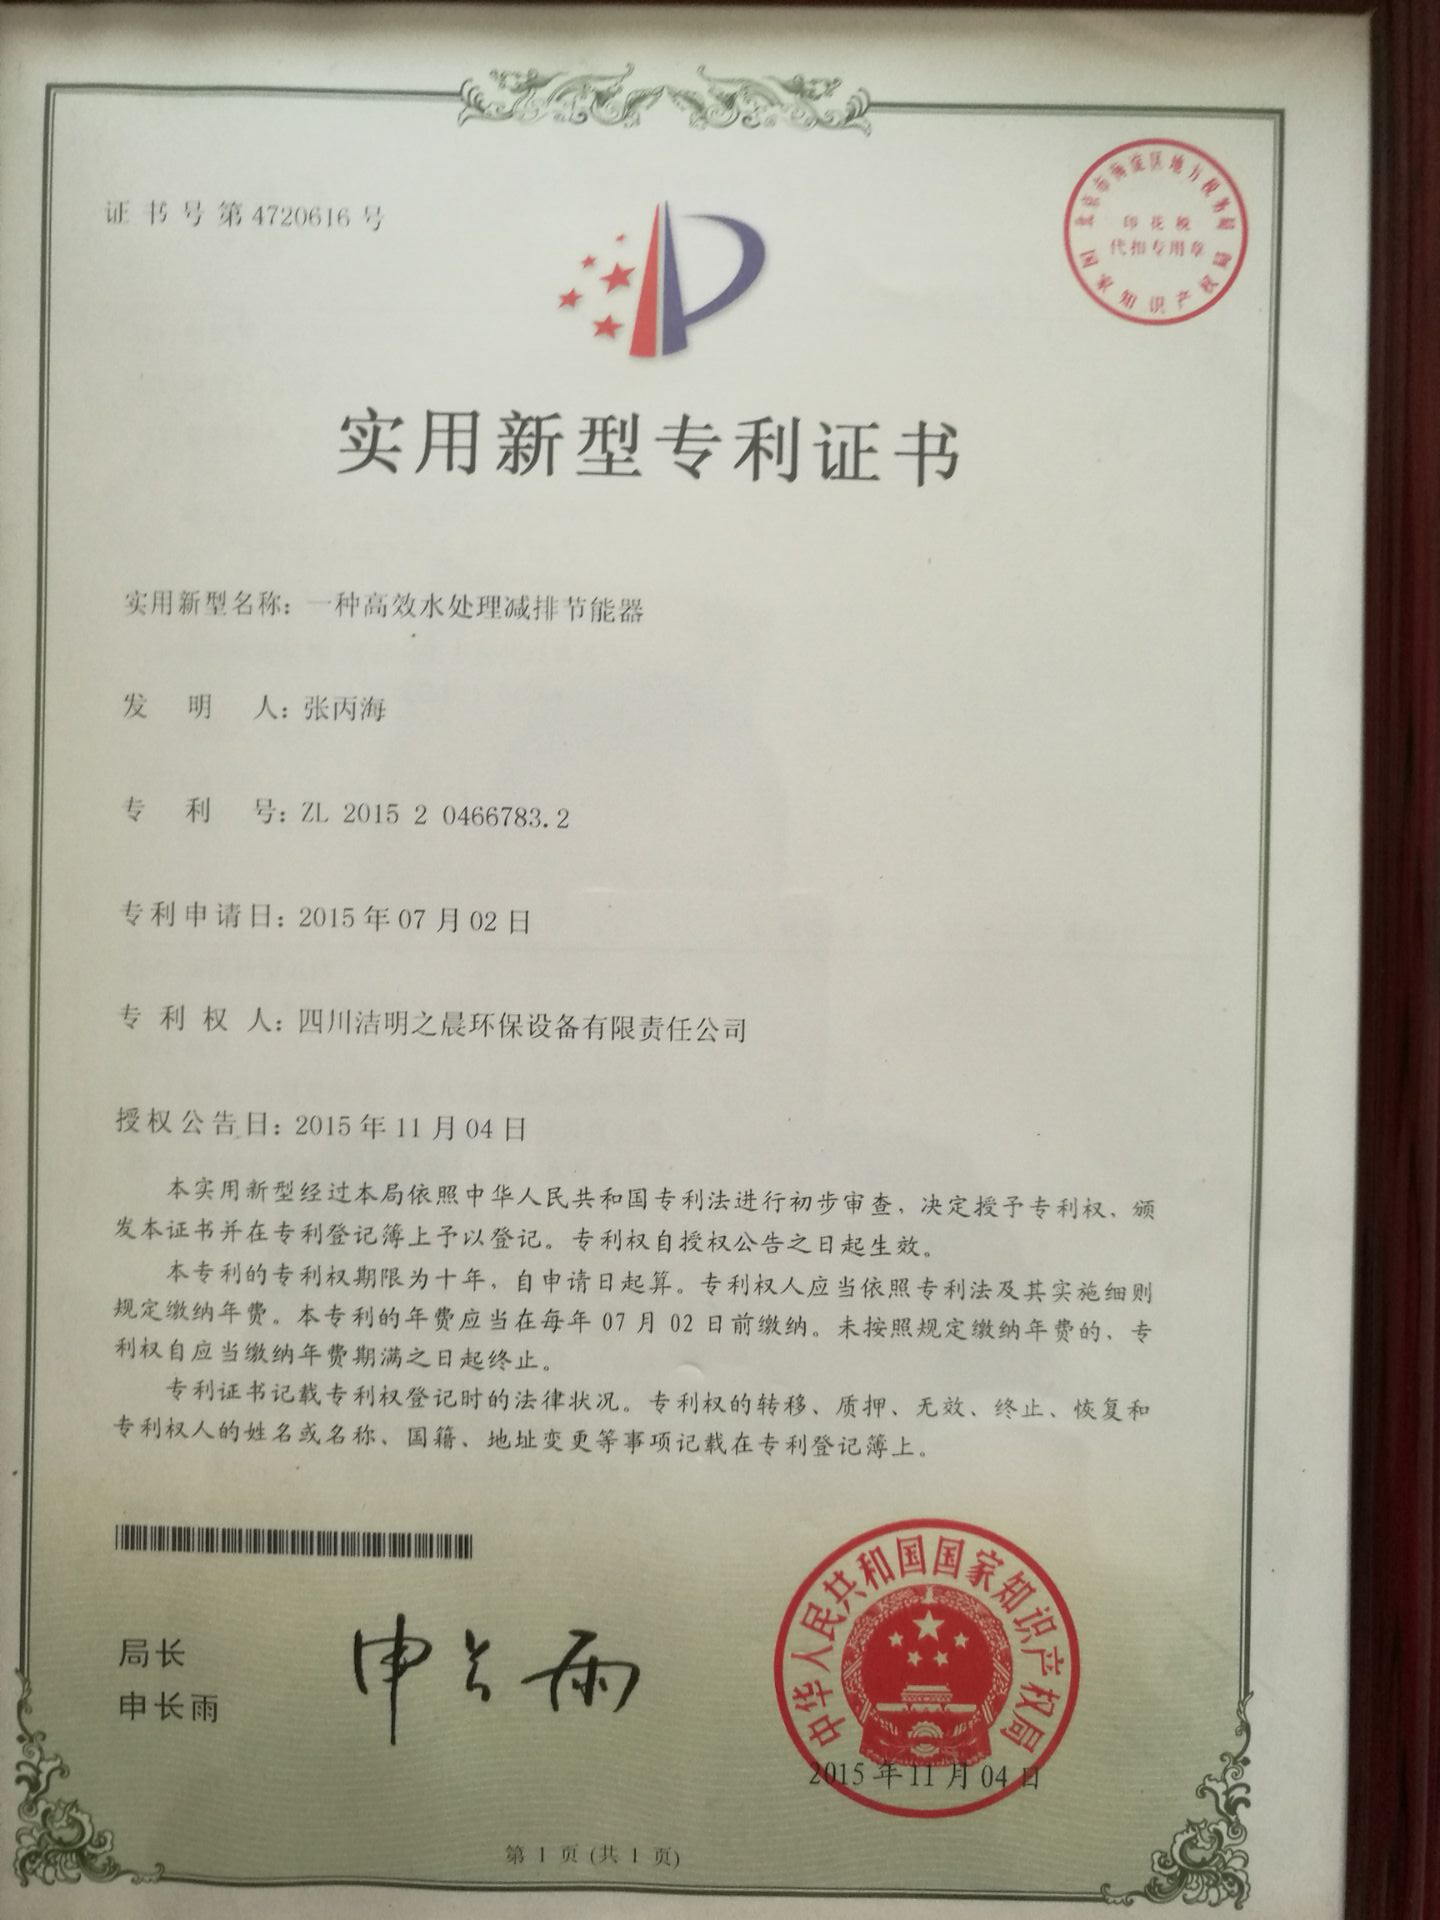 证书号第4720616号
北京市海淀区地方税务局
印花税
代扣专用章
国家知识产权局
实用新型专利证书
实用新型名称：一种高效水处理减排节能器
发明人：张丙海
专利号：ZL 2015 2 0466783.2
专利申请日：2015年07月02日
专利权人：四川洁明之晨环保设备有限责任公司
授权公告日：2015年11月04日
本实用新型经过本局依照中华人民共和国专利法进行初步审查，决定授予专利权，颁
发本证书并在专利登记簿上予以登记。专利权自授权公告之日起生效。
本专利的专利权期限为十年，自申请日起算。专利权人应当依照专利法及其实施细则
规定缴纳年费。本专利的年费应当在每年07月02日前缴纳。未按照规定缴纳年费的，专
利权自应当缴纳年费期满之日起终止。
专利证书记载专利权登记时的法律状况。专利权的转移、质押、无效、终止、恢复和
专利权人的姓名或名称、国籍、地址变更等事项记载在专利登记簿上。
局长
申长雨
申长雨
中华人民共和国国家知识产权局
2015年11月04日
第1页(共1页)